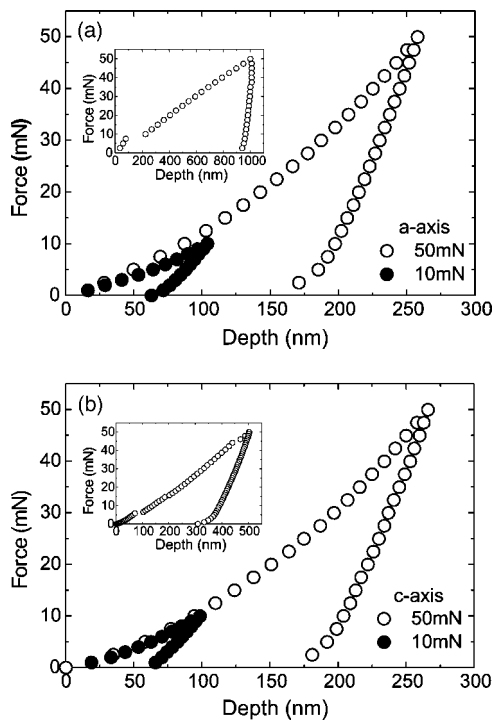 (a)
Force (mN)
50
40
30
20
10
0
0 200 400 600 800 1000
Depth (nm)
Force (mN)
50
40
30
20
10
0
a-axis
50mN
10mN
0 50 100 150 200 250 300
Depth (nm)
(b)
Force (mN)
50
40
30
20
10
0
0 100 200 300 400 500
Depth (nm)
Force (mN)
50
40
30
20
10
0
c-axis
50mN
10mN
0 50 100 150 200 250 300
Depth (nm)